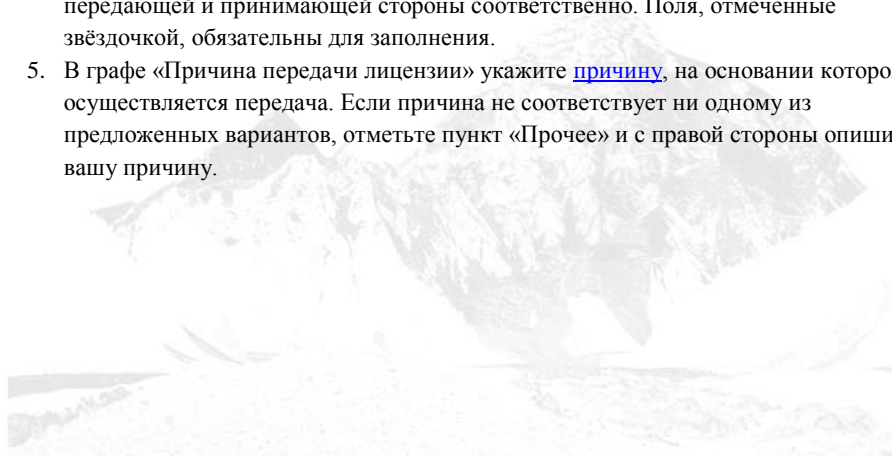 передающей и принимающей стороны соответственно. Поля, отмеченные
звёздочкой, обязательны для заполнения.
5. В графе «Причина передачи лицензии» укажите причину, на основании которо
осуществляется передача. Если причина не соответствует ни одному из
предложенных вариантов, отметьте пункт «Прочее» и с правой стороны опиши
вашу причину.